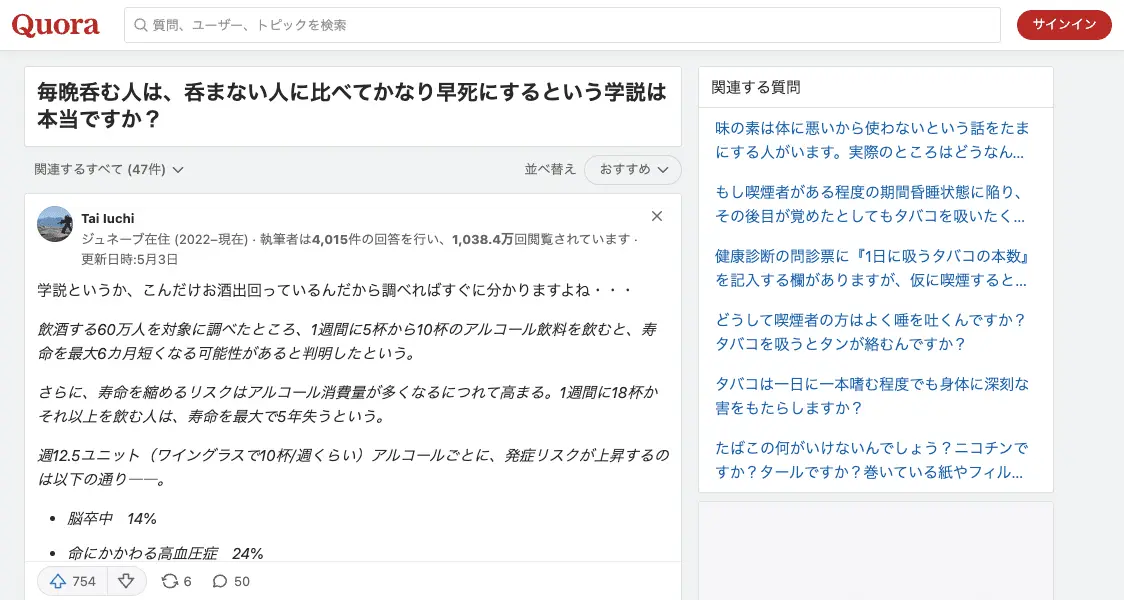 Quora
質問、ユーザー、トピックを検索
サインイン
毎晩呑む人は、呑まない人に比べてかなり早死にするという学説は
本当ですか？
関連するすべて (47件)
並べ替え
おすすめ
Tai Iuchi
ジュネーブ在住 (2022–現在) · 執筆者は4,015件の回答を行い、1,038.4万回閲覧されています ·
更新日時:5月3日
学説というか、こんだけお酒出回っているんだから調べればすぐに分かりますよね・・・
飲酒する60万人を対象に調べたところ、1週間に5杯から10杯のアルコール飲料を飲むと、寿
命を最大6カ月短くなる可能性があると判明したという。
さらに、寿命を縮めるリスクはアルコール消費量が多くなるにつれて高まる。1週間に18杯か
それ以上を飲む人は、寿命を最大で5年失うという。
週12.5ユニット（ワイングラスで10杯/週くらい）アルコールごとに、発症リスクが上昇するの
は以下の通り――。
• 脳卒中　14%
• 命にかかわる高血圧症　24%
754
6
50
関連する質問
味の素は体に悪いから使わないという話をたま
にする人がいます。実際のところはどうなん...
もし喫煙者がある程度の期間昏睡状態に陥り、
その後目が覚めたとしてもタバコを吸いたく...
健康診断の問診票に『1日に吸うタバコの本数』
を記入する欄がありますが、仮に喫煙すると...
どうして喫煙者の方はよく唾を吐くんですか？
タバコを吸うとタンが絡むんですか？
タバコは一日に一本嗜む程度でも身体に深刻な
害をもたらしますか？
たばこの何がいけないんでしょう？ニコチンで
すか？タールですか？巻いている紙やフィル...